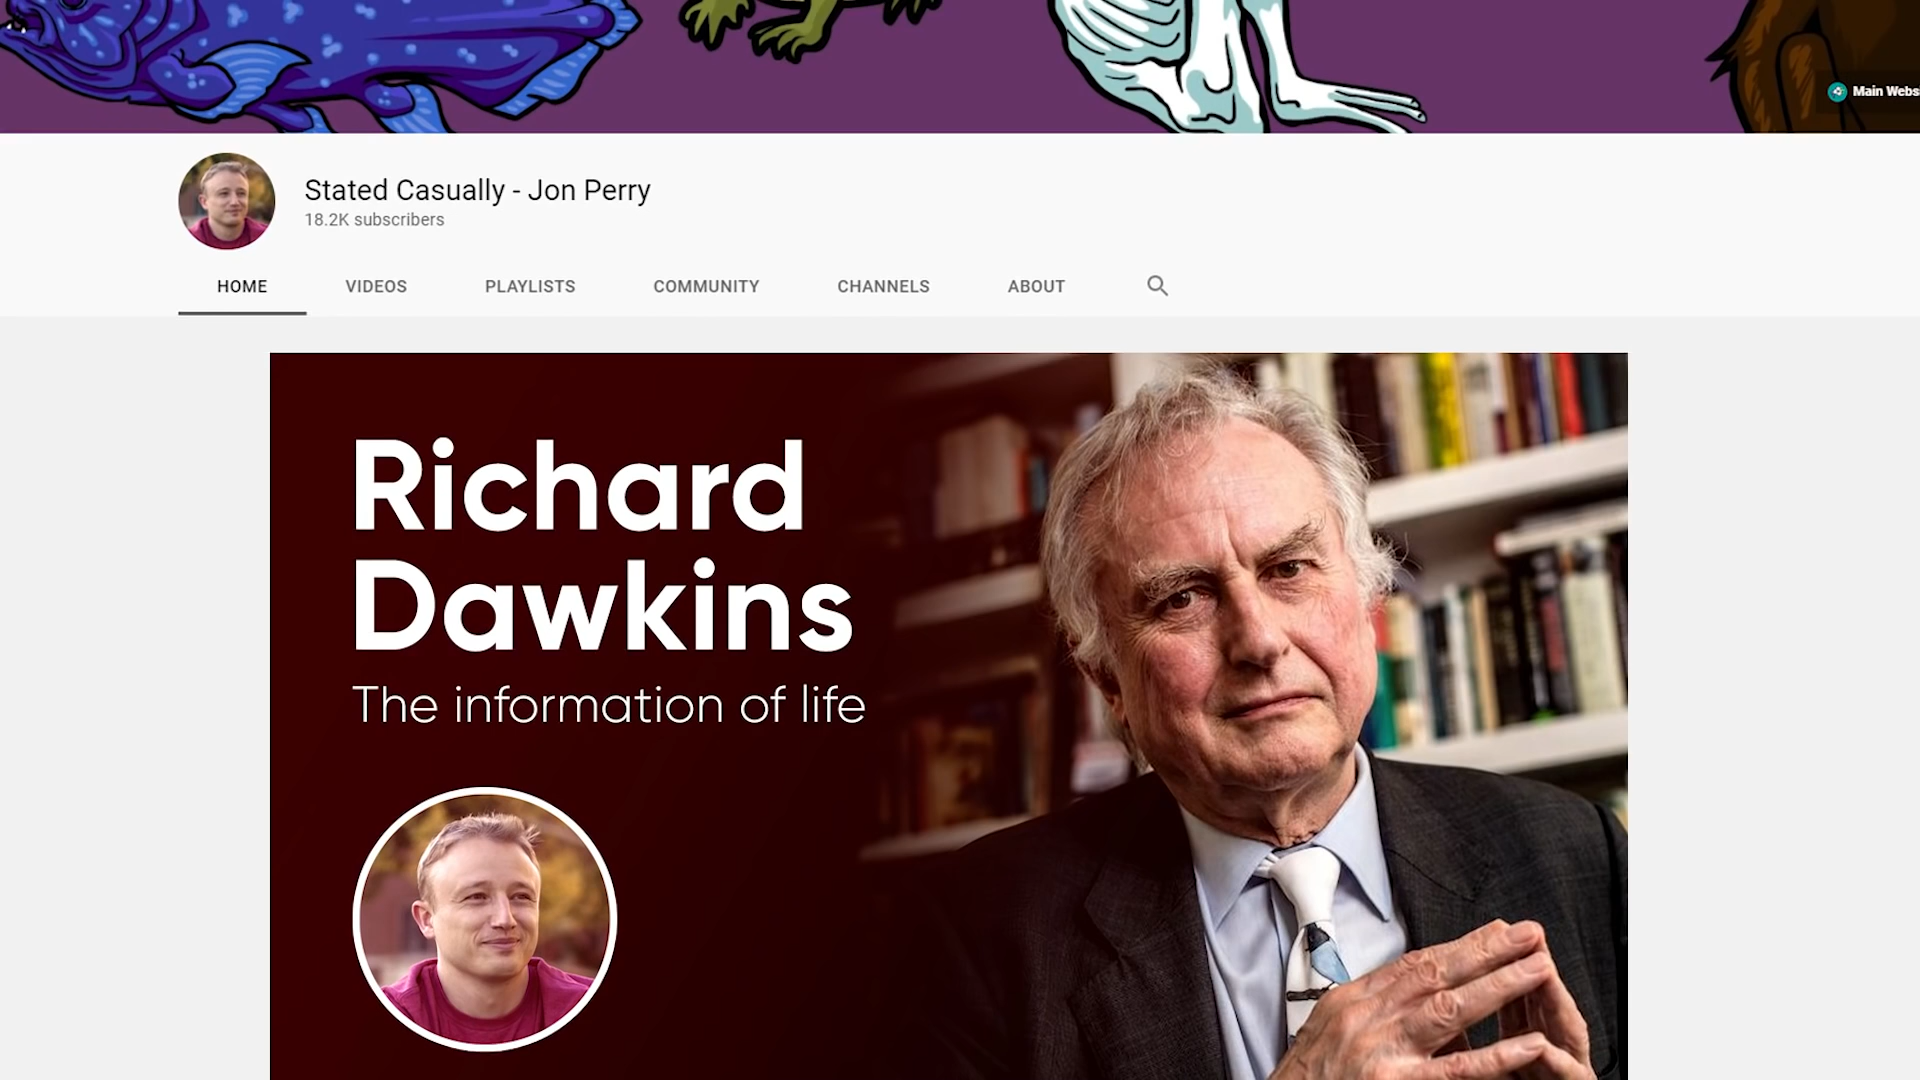 Main Webs
Stated Casually - Jon Perry
18.2K subscribers
HOME
VIDEOS
PLAYLISTS
COMMUNITY
CHANNELS
ABOUT
Richard
Dawkins
The information of life